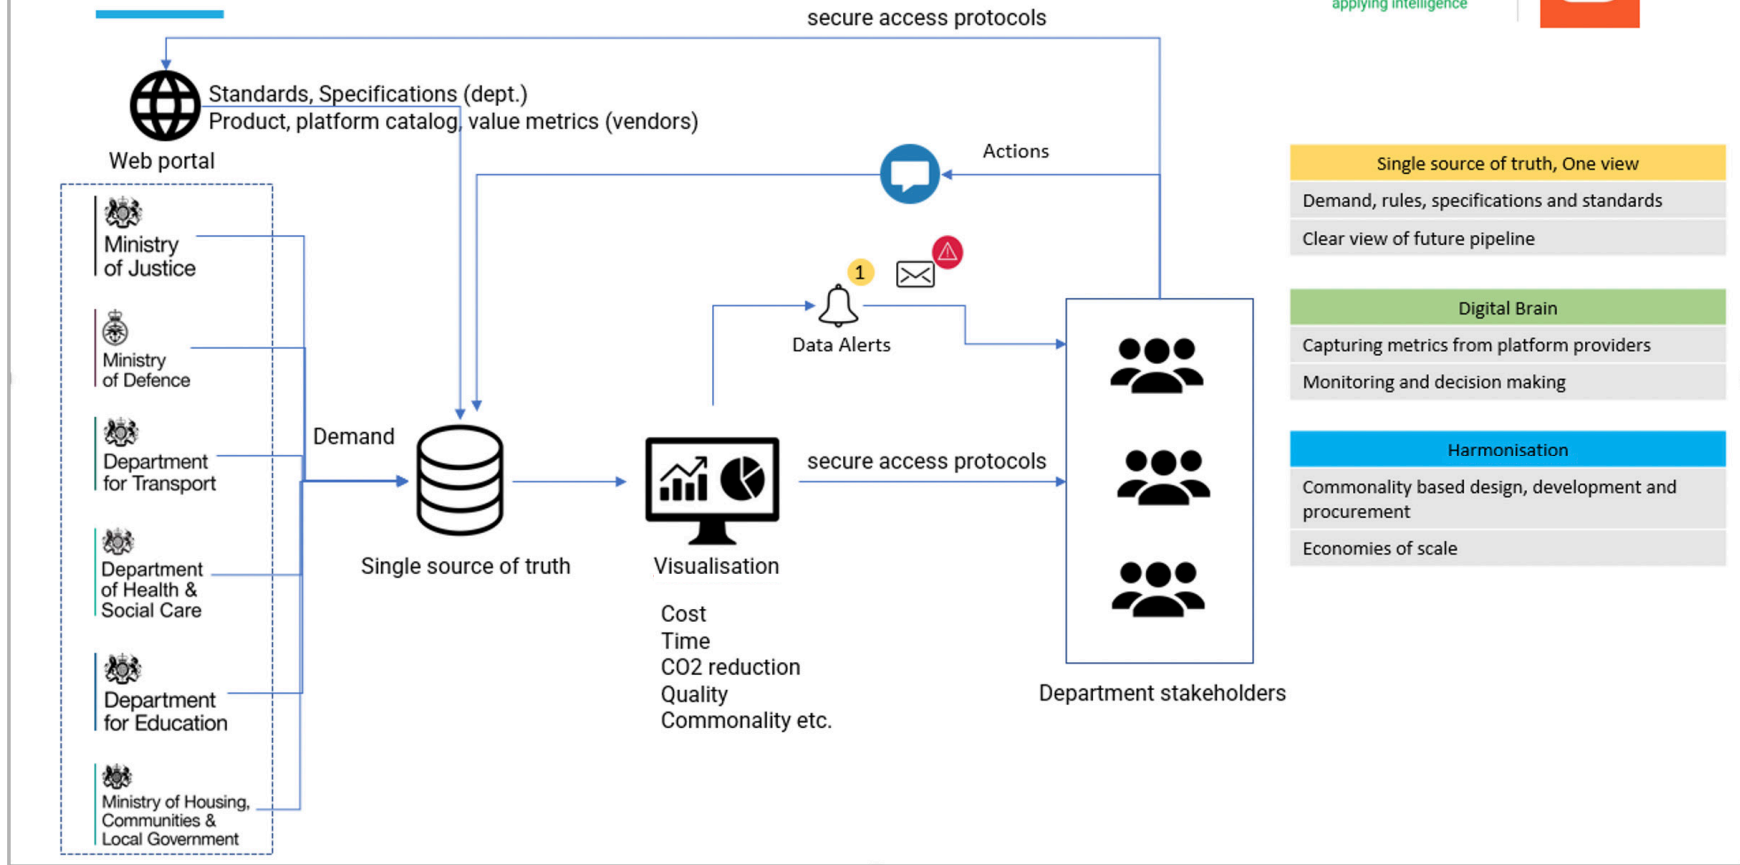 secure access protocols
applying intelligence
Standards, Specifications (dept.)
Product, platform catalog, value metrics (vendors)
Web portal
Actions
Ministry
of Justice
Ministry
of Defence
Department
for Transport
Department
of Health &
Social Care
Department
for Education
Ministry of Housing,
Communities &
Local Government
Demand
Single source of truth
1
Data Alerts
secure access protocols
Visualisation
Cost
Time
CO2 reduction
Quality
Commonality etc.
Department stakeholders
Single source of truth, One view
Demand, rules, specifications and standards
Clear view of future pipeline
Digital Brain
Capturing metrics from platform providers
Monitoring and decision making
Harmonisation
Commonality based design, development and
procurement
Economies of scale